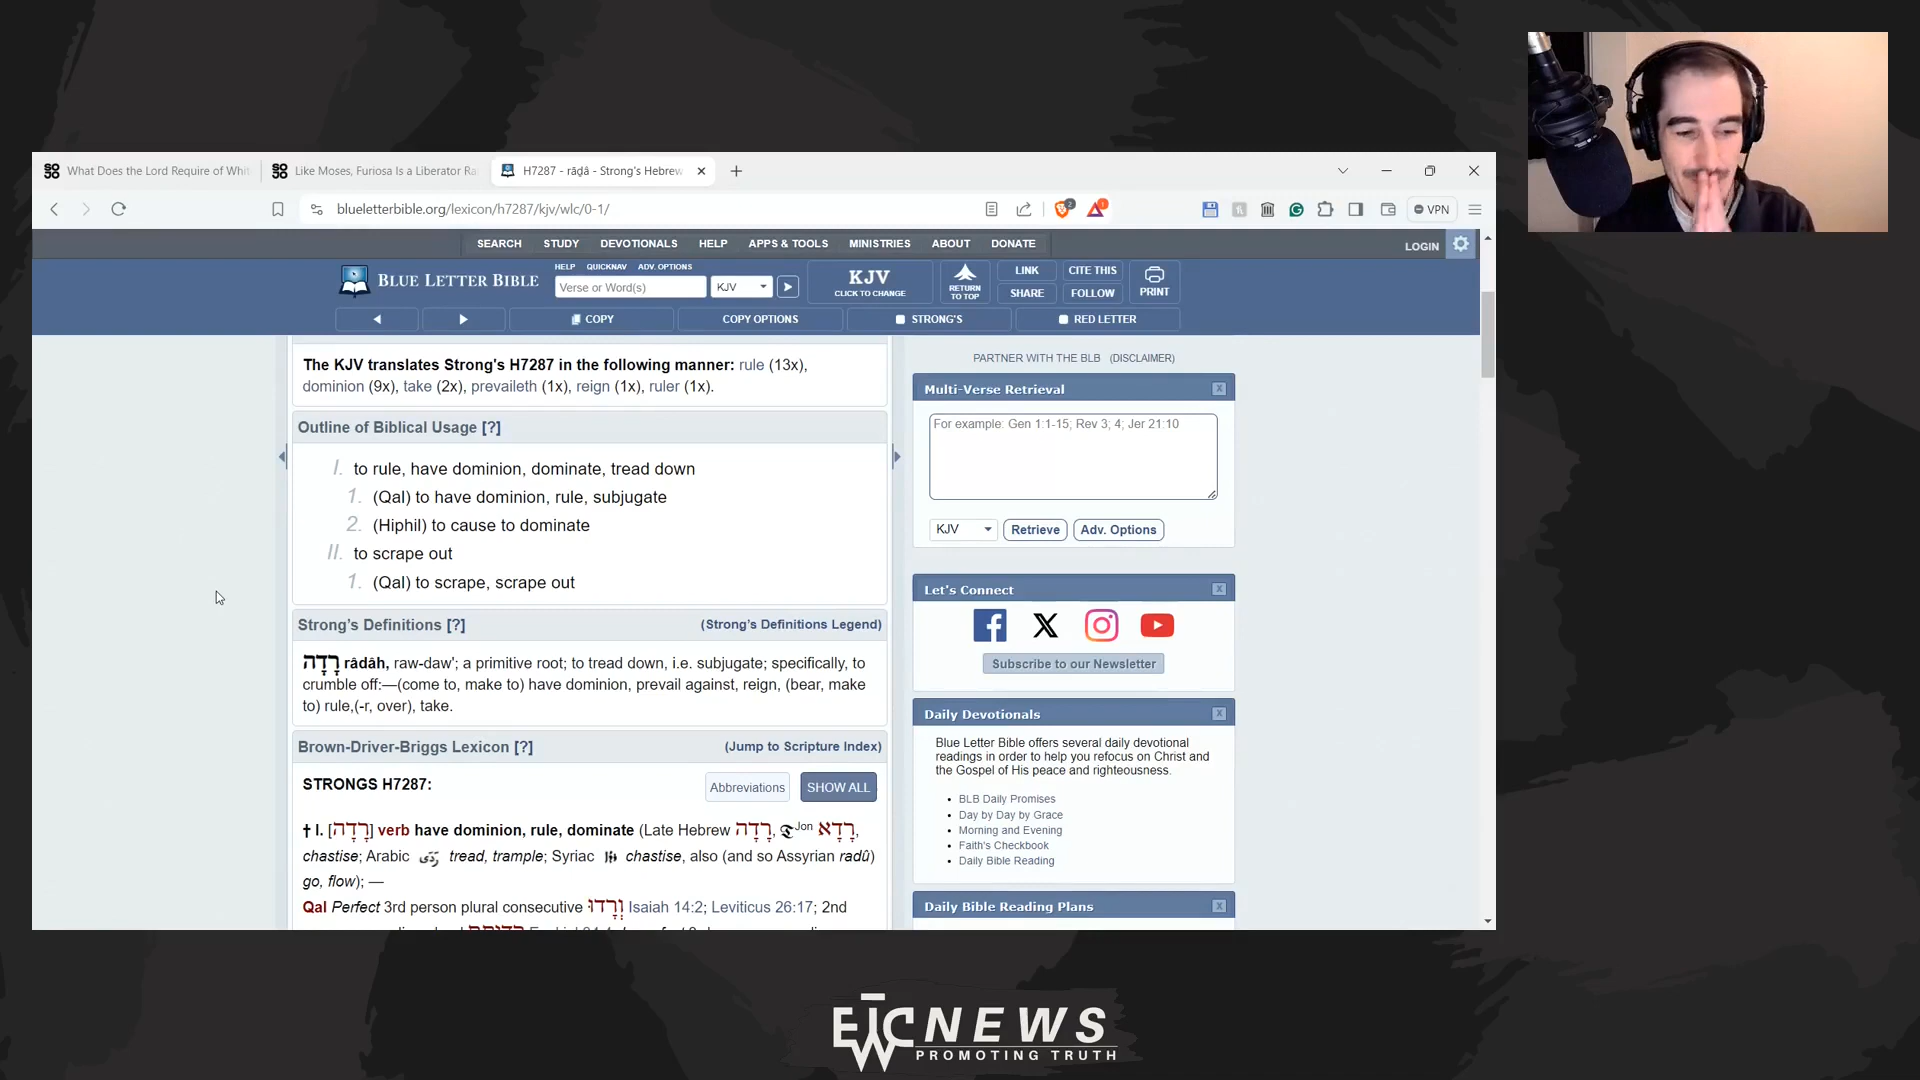 What Does the Lord Require of Whit
Like Moses, Furiosa Is a Liberator Ra
H7287 - rāḏâ - Strong's Hebrew
blueletterbible.org/lexicon/h7287/kjv/wlc/0-1/
VPN
SEARCH STUDY DEVOTIONALS HELP APPS & TOOLS MINISTRIES ABOUT DONATE
LOGIN
BLUE LETTER BIBLE
HELP QUICKNAV ADV. OPTIONS
Verse or Word(s)
KJV
KJV
CLICK TO CHANGE
RETURN
TO TOP
LINK
CITE THIS
SHARE
FOLLOW
PRINT
COPY
COPY OPTIONS
STRONG'S
RED LETTER
The KJV translates Strong's H7287 in the following manner: rule (13x),
dominion (9x), take (2x), prevaileth (1x), reign (1x), ruler (1x).
Outline of Biblical Usage [?]
I. to rule, have dominion, dominate, tread down
1. (Qal) to have dominion, rule, subjugate
2. (Hiphil) to cause to dominate
II. to scrape out
1. (Qal) to scrape, scrape out
Strong's Definitions [?]
(Strong's Definitions Legend)
רָדָה râdâh, raw-daw'; a primitive root; to tread down, i.e. subjugate; specifically, to
crumble off:—(come to, make to) have dominion, prevail against, reign, (bear, make
to) rule,(-r, over), take.
Brown-Driver-Briggs Lexicon [?]
(Jump to Scripture Index)
STRONGS H7287:
Abbreviations
SHOW ALL
† I. [רָדָה] verb have dominion, rule, dominate (Late Hebrew רָדָה, 𝔗Jon רְדָא,
chastise; Arabic tread, trample; Syriac chastise, also (and so Assyrian radû)
go, flow); —
Qal Perfect 3rd person plural consecutive וְרָדוּ Isaiah 14:2; Leviticus 26:17; 2nd
PARTNER WITH THE BLB (DISCLAIMER)
Multi-Verse Retrieval
For example: Gen 1:1-15; Rev 3; 4; Jer 21:10
KJV
Retrieve
Adv. Options
Let's Connect
Subscribe to our Newsletter
Daily Devotionals
Blue Letter Bible offers several daily devotional
readings in order to help you refocus on Christ and
the Gospel of His peace and righteousness.
BLB Daily Promises
Day by Day by Grace
Morning and Evening
Faith's Checkbook
Daily Bible Reading
Daily Bible Reading Plans
EWC NEWS
PROMOTING TRUTH